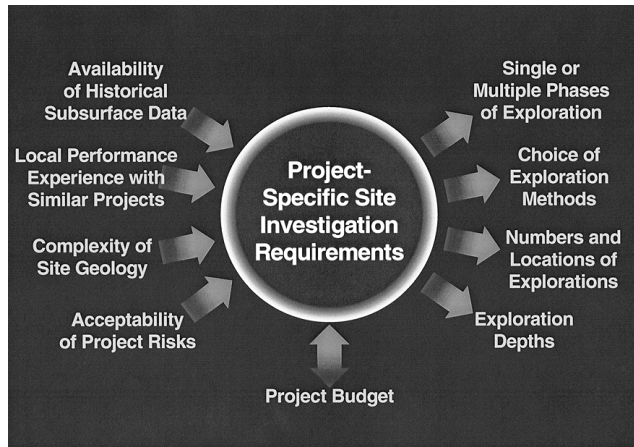 Availability
of Historical
Subsurface Data
Local Performance
Experience with
Similar Projects
Complexity of
Site Geology
Acceptability
of Project Risks
Project-
Specific Site
Investigation
Requirements
Single or
Multiple Phases
of Exploration
Choice of
Exploration
Methods
Numbers and
Locations of
Explorations
Exploration
Depths
Project Budget